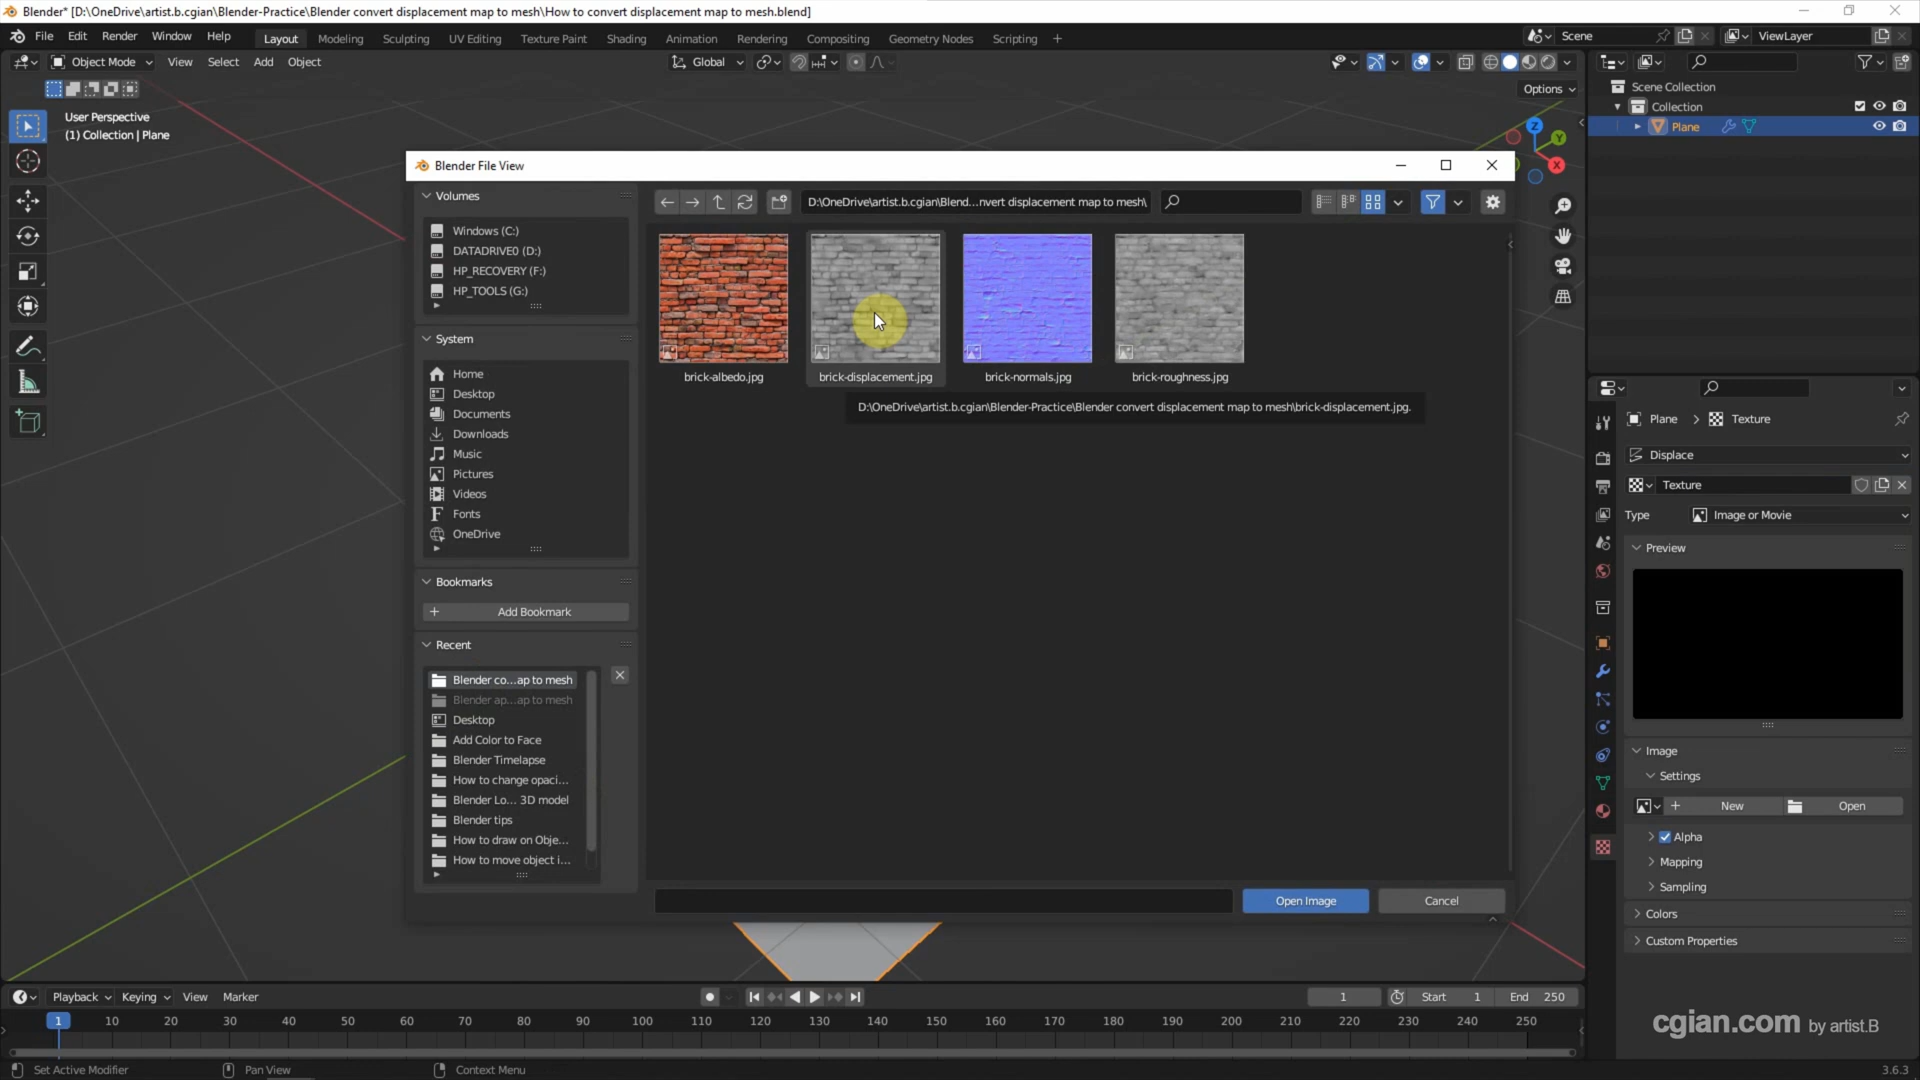 Blender* [D:\OneDrive\artist.b.cgian\Blender-Practice\Blender convert displacement map to mesh\How to convert displacement map to mesh.blend]
File Edit Render Window Help Layout Modeling Sculpting UV Editing Texture Paint Shading Animation Rendering Compositing Geometry Nodes Scripting + Scene ViewLayer
Object Mode View Select Add Object Global
Options
User Perspective
(1) Collection | Plane
Z
Y
X
Scene Collection
Collection
Plane
Blender File View
Volumes
Windows (C:)
DATADRIVE0 (D:)
HP_RECOVERY (F:)
HP_TOOLS (G:)
System
Home
Desktop
Documents
Downloads
Music
Pictures
Videos
Fonts
OneDrive
Bookmarks
+ Add Bookmark
Recent
Blender co...ap to mesh
Blender ap...ap to mesh
Desktop
Add Color to Face
Blender Timelapse
How to change opaci...
Blender Lo... 3D model
Blender tips
How to draw on Obje...
How to move object i...
D:\OneDrive\artist.b.cgian\Blend...nvert displacement map to mesh\
brick-albedo.jpg brick-displacement.jpg brick-normals.jpg brick-roughness.jpg
D:\OneDrive\artist.b.cgian\Blender-Practice\Blender convert displacement map to mesh\brick-displacement.jpg.
Open Image Cancel
Plane > Texture
Displace
Texture
Type Image or Movie
Preview
Image
Settings
+ New Open
Alpha
Mapping
Sampling
Colors
Custom Properties
Playback Keying View Marker 1 Start 1 End 250
1 10 20 30 40 50 60 70 80 90 100 110 120 130 140 150 160 170 180 190 200 210 220 230 240 250
cgian.com by artist.B
Set Active Modifier Pan View Context Menu 3.6.3